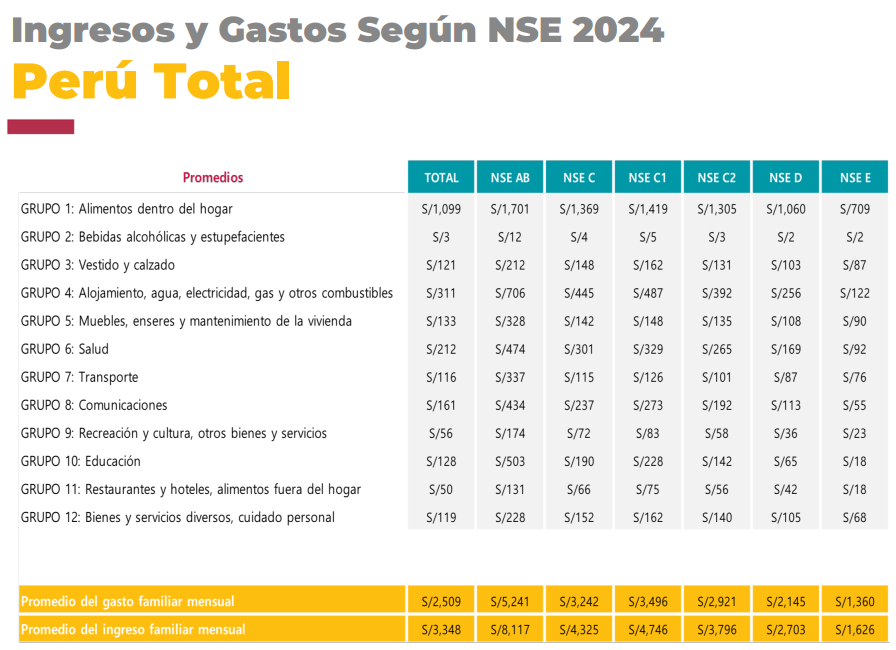 Ingresos y Gastos Según NSE 2024
Perú Total
Promedios TOTAL NSE AB NSE C NSE C1 NSE C2 NSE D NSE E
GRUPO 1: Alimentos dentro del hogar S/1,099 S/1,701 S/1,369 S/1,419 S/1,305 S/1,060 S/709
GRUPO 2: Bebidas alcohólicas y estupefacientes S/3 S/12 S/4 S/5 S/3 S/2 S/2
GRUPO 3: Vestido y calzado S/121 S/212 S/148 S/162 S/131 S/103 S/87
GRUPO 4: Alojamiento, agua, electricidad, gas y otros combustibles S/311 S/706 S/445 S/487 S/392 S/256 S/122
GRUPO 5: Muebles, enseres y mantenimiento de la vivienda S/133 S/328 S/142 S/148 S/135 S/108 S/90
GRUPO 6: Salud S/212 S/474 S/301 S/329 S/265 S/169 S/92
GRUPO 7: Transporte S/116 S/337 S/115 S/126 S/101 S/87 S/76
GRUPO 8: Comunicaciones S/161 S/434 S/237 S/273 S/192 S/113 S/55
GRUPO 9: Recreación y cultura, otros bienes y servicios S/56 S/174 S/72 S/83 S/58 S/36 S/23
GRUPO 10: Educación S/128 S/503 S/190 S/228 S/142 S/65 S/18
GRUPO 11: Restaurantes y hoteles, alimentos fuera del hogar S/50 S/131 S/66 S/75 S/56 S/42 S/18
GRUPO 12: Bienes y servicios diversos, cuidado personal S/119 S/228 S/152 S/162 S/140 S/105 S/68
Promedio del gasto familiar mensual S/2,509 S/5,241 S/3,242 S/3,496 S/2,921 S/2,145 S/1,360
Promedio del ingreso familiar mensual S/3,348 S/8,117 S/4,325 S/4,746 S/3,796 S/2,703 S/1,626